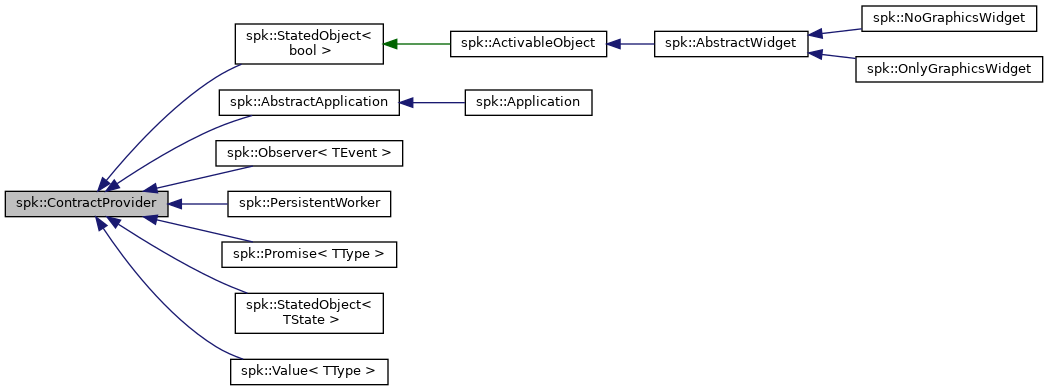 spk::ContractProvider
spk::StatedObject<
bool >
spk::ActivableObject
spk::AbstractWidget
spk::NoGraphicsWidget
spk::OnlyGraphicsWidget
spk::AbstractApplication
spk::Application
spk::Observer< TEvent >
spk::PersistentWorker
spk::Promise< TType >
spk::StatedObject<
TState >
spk::Value< TType >